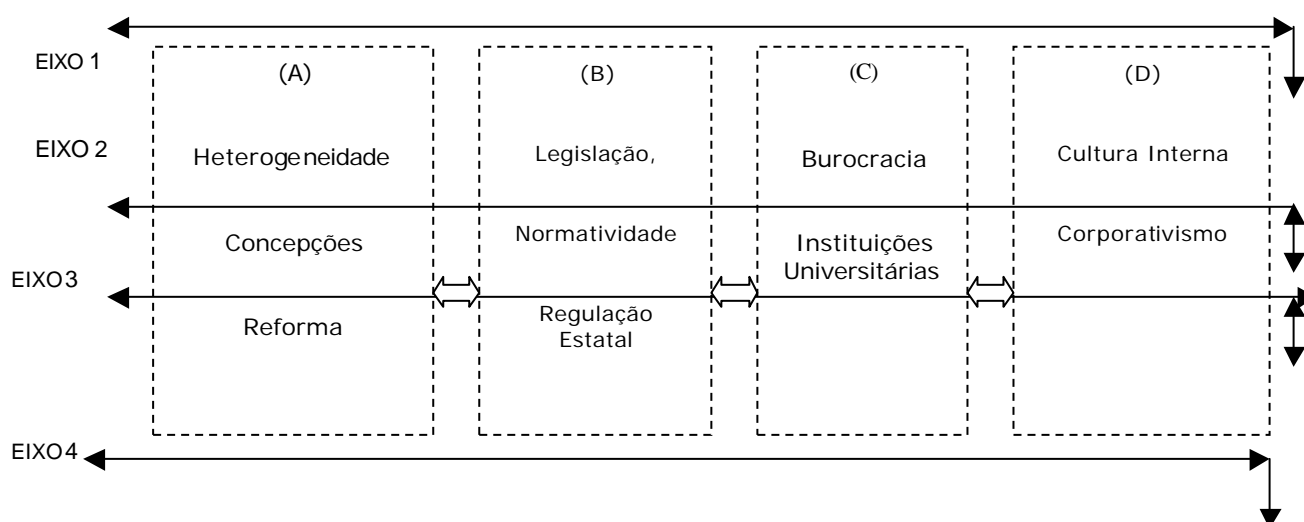 EIXO 1
(A)
(B)
(C)
(D)
EIXO 2
Heterogeneidade
Legislação,
Burocracia
Cultura Interna
Concepções
Normatividade
Instituições
Universitárias
Corporativismo
EIXO3
Reforma
Regulação
Estatal
EIXO4